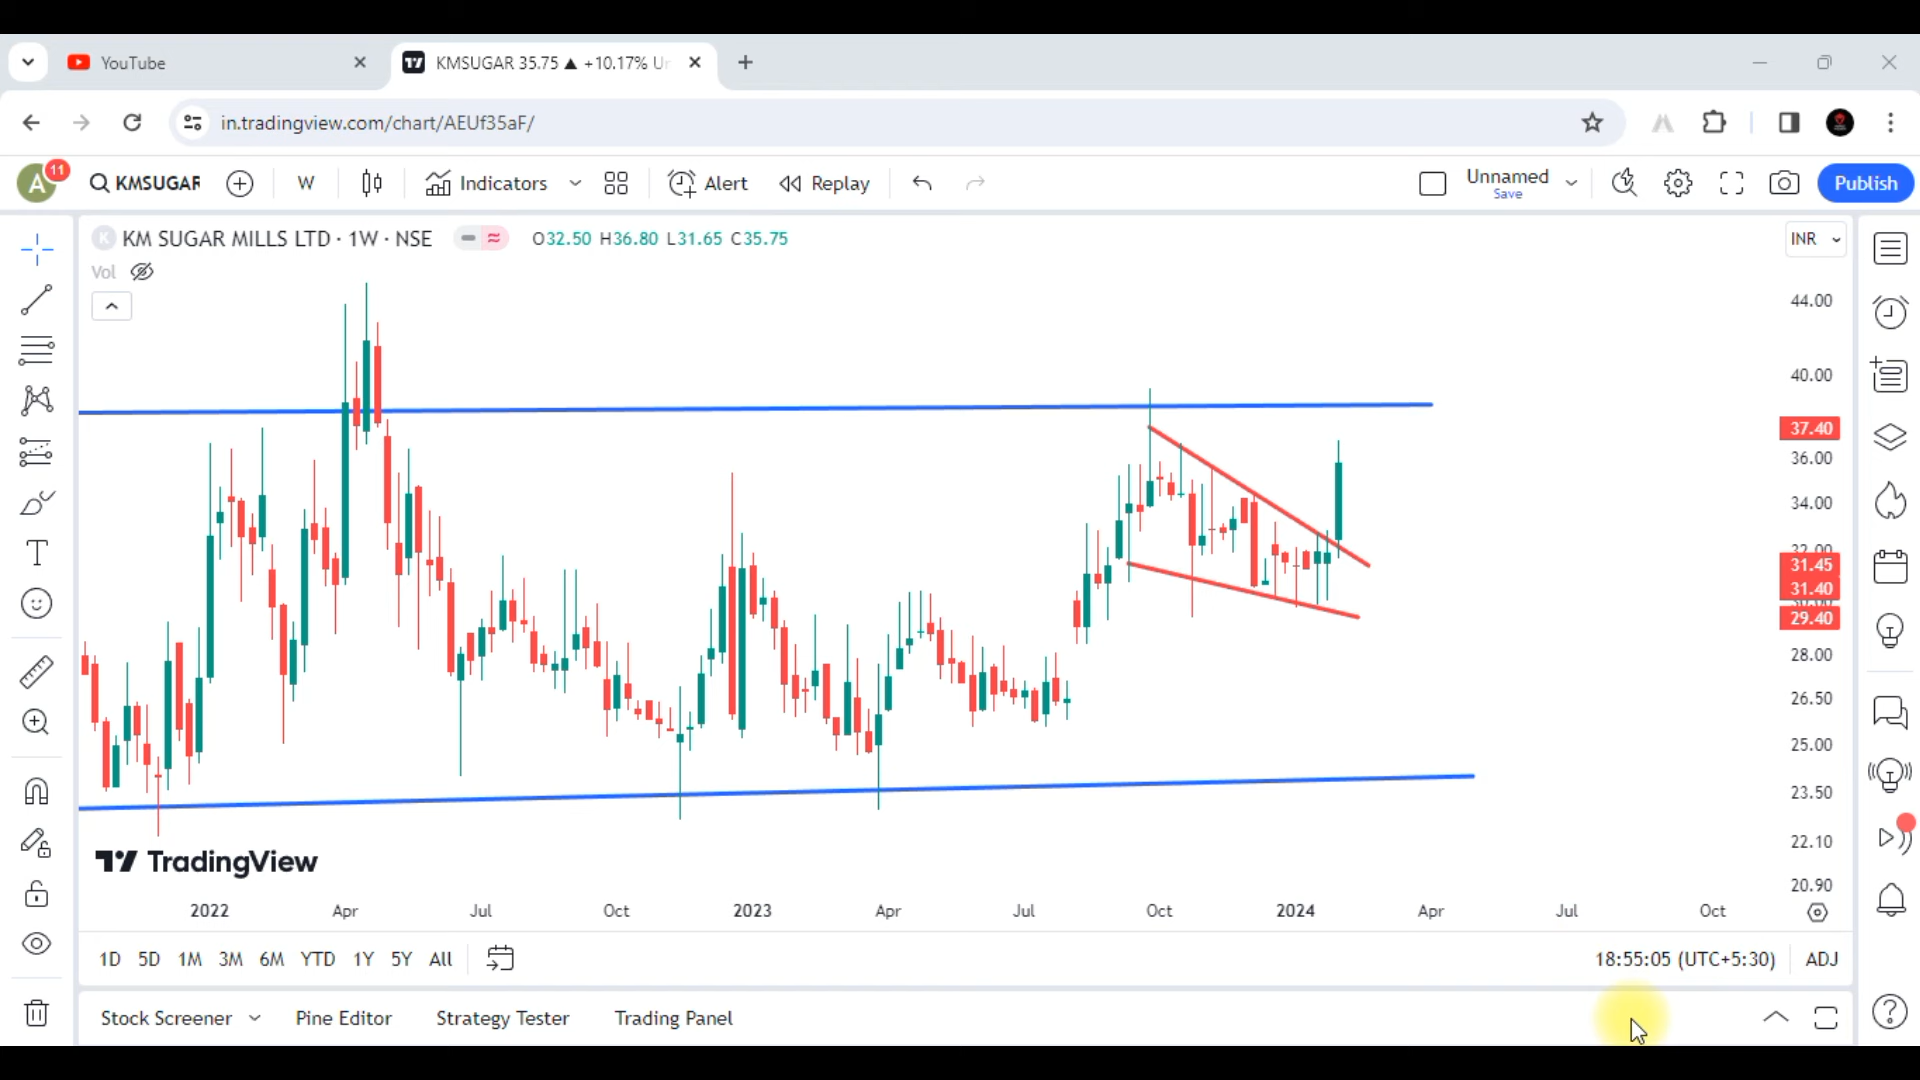 YouTube
KMSUGAR 35.75 ▲ +10.17% Ur
in.tradingview.com/chart/AEUf35aF/
A 11 KMSUGAR W Indicators Alert Replay Unnamed Save Publish
K KM SUGAR MILLS LTD · 1W · NSE O32.50 H36.80 L31.65 C35.75 INR
Vol
44.00
40.00
37.40
36.00
34.00
32.00
31.45
31.40
29.40
28.00
26.50
25.00
23.50
22.10
20.90
TradingView
2022 Apr Jul Oct 2023 Apr Jul Oct 2024 Apr Jul Oct
1D 5D 1M 3M 6M YTD 1Y 5Y All 18:55:05 (UTC+5:30) ADJ
Stock Screener Pine Editor Strategy Tester Trading Panel